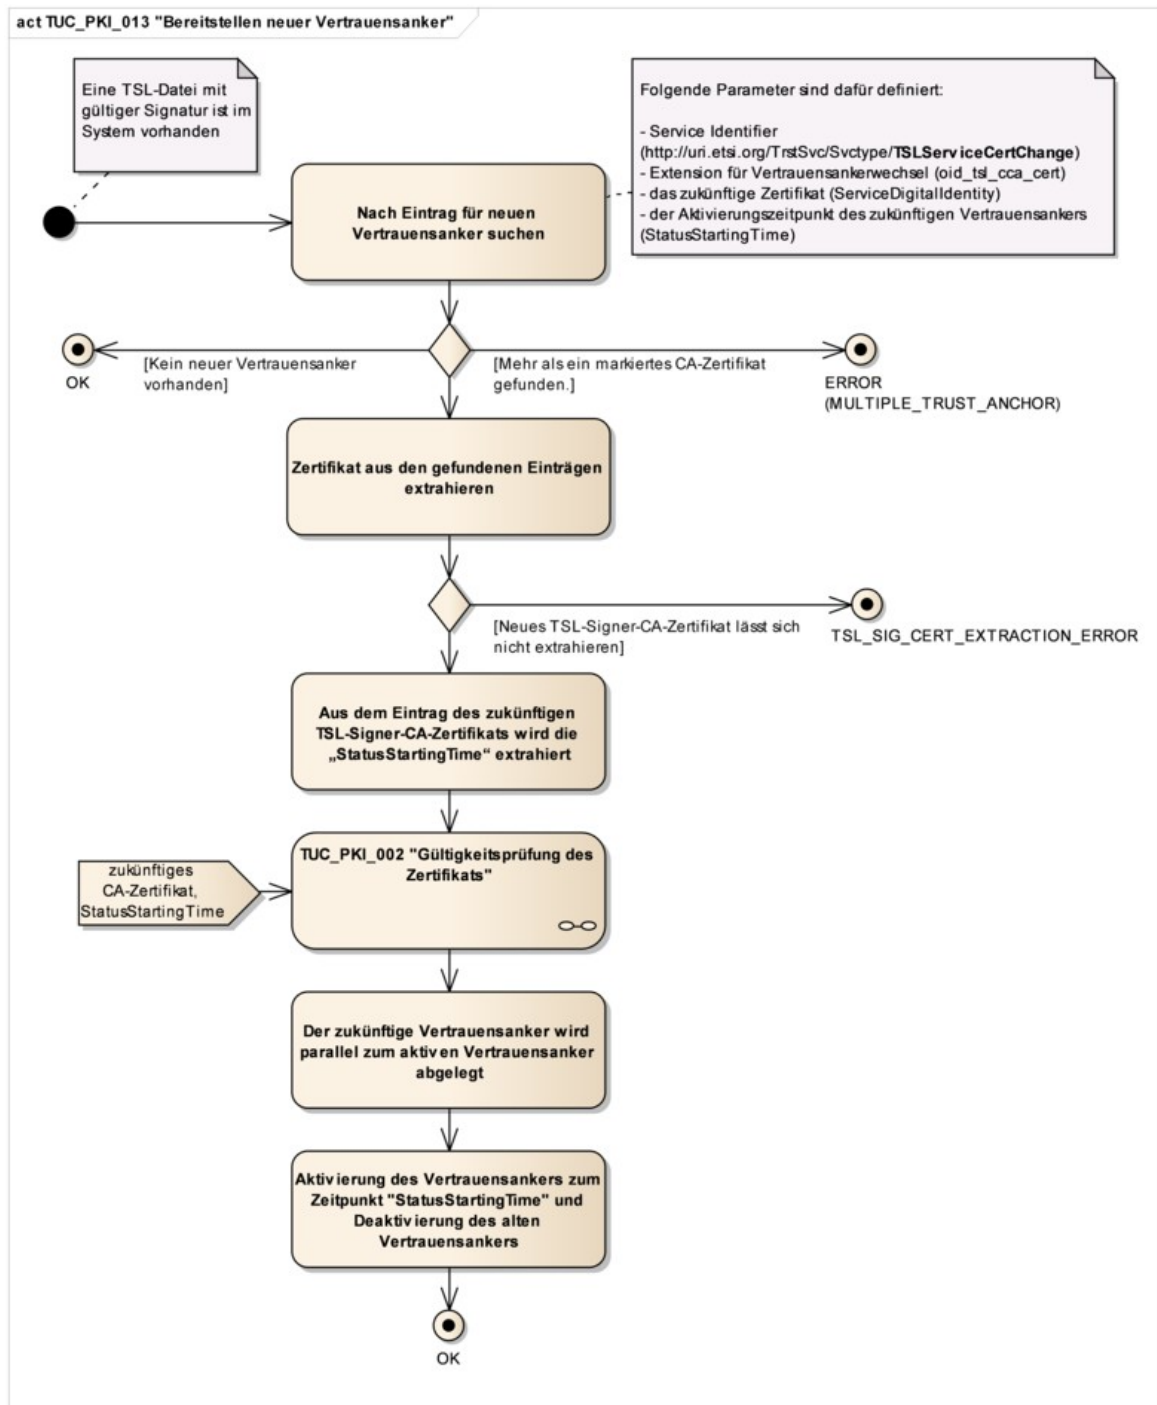 act TUC_PKI_013 "Bereitstellen neuer Vertrauensanker"
Eine TSL-Datei mit
gültiger Signatur ist im
System vorhanden
Folgende Parameter sind dafür definiert:
- Service Identifier
(http://uri.etsi.org/TrstSvc/Svctype/TSLServiceCertChange)
- Extension für Vertrauensankerwechsel (oid_tsl_cca_cert)
- das zukünftige Zertifikat (ServiceDigitalIdentity)
- der Aktivierungszeitpunkt des zukünftigen Vertrauensankers
(StatusStartingTime)
Nach Eintrag für neuen
Vertrauensanker suchen
[Kein neuer Vertrauensanker
vorhanden]
OK
[Mehr als ein markiertes CA-Zertifikat
gefunden.]
ERROR
(MULTIPLE_TRUST_ANCHOR)
Zertifikat aus den gefundenen Einträgen
extrahieren
[Neues TSL-Signer-CA-Zertifikat lässt sich
nicht extrahieren]
TSL_SIG_CERT_EXTRACTION_ERROR
Aus dem Eintrag des zukünftigen
TSL-Signer-CA-Zertifikats wird die
„StatusStartingTime“ extrahiert
zukünftiges
CA-Zertifikat,
StatusStartingTime
TUC_PKI_002 "Gültigkeitsprüfung des
Zertifikats"
Der zukünftige Vertrauensanker wird
parallel zum aktiven Vertrauensanker
abgelegt
Aktivierung des Vertrauensankers zum
Zeitpunkt "StatusStartingTime" und
Deaktivierung des alten
Vertrauensankers
OK